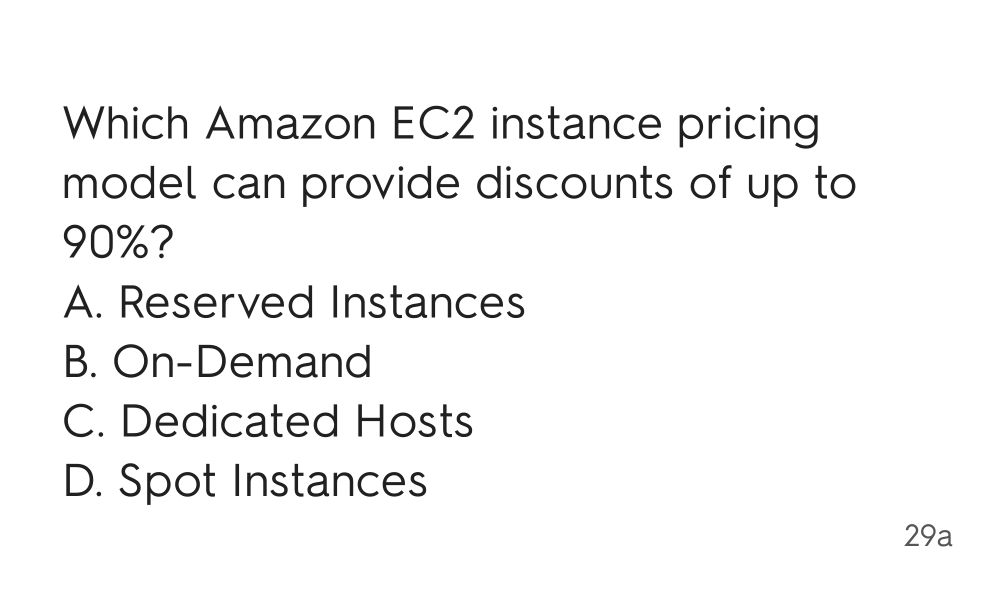 Which Amazon EC2 instance pricing
model can provide discounts of up to
90%?
A. Reserved Instances
B. On-Demand
C. Dedicated Hosts
D. Spot Instances
29a